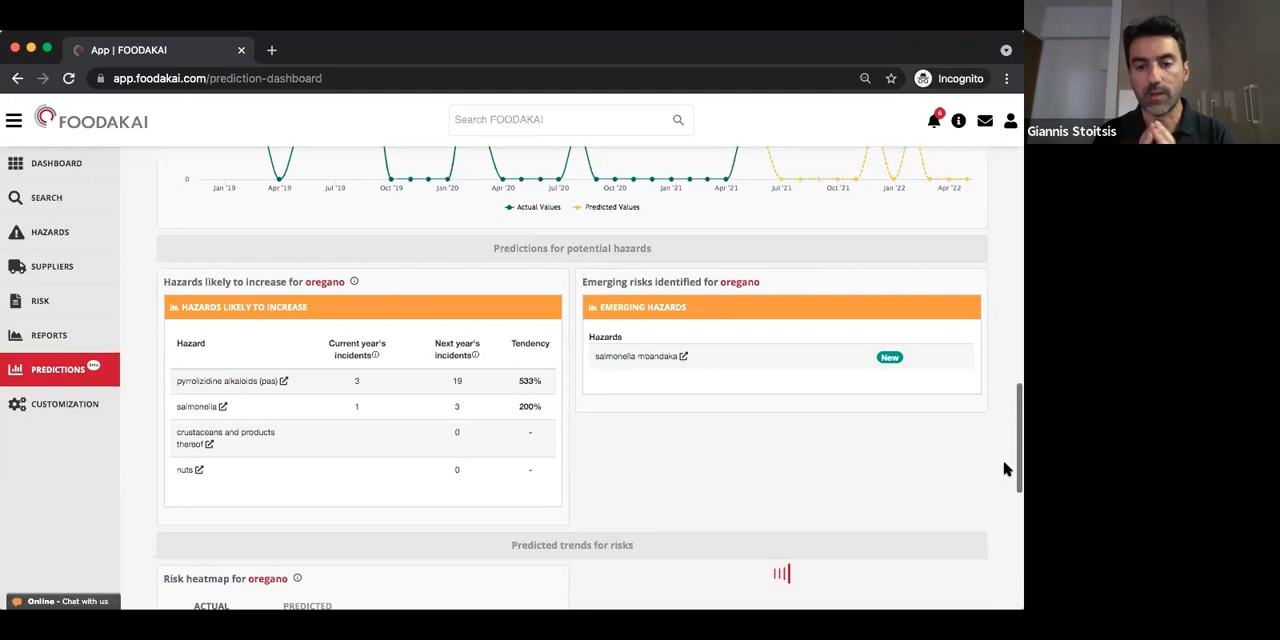 App | FOODAKAI
app.foodakai.com/prediction-dashboard
Incognito
Giannis Stoitsis
FOODAKAI
Search FOODAKAI
6
DASHBOARD
SEARCH
HAZARDS
SUPPLIERS
RISK
REPORTS
PREDICTIONS Beta
CUSTOMIZATION
Online - Chat with us
0
Jan '19 Apr '19 Jul '19 Oct '19 Jan '20 Apr '20 Jul '20 Oct '20 Jan '21 Apr '21 Jul '21 Oct '21 Jan '22 Apr '22
Actual Values Predicted Values
Predictions for potential hazards
Hazards likely to increase for oregano
HAZARDS LIKELY TO INCREASE
Hazard Current year's incidents Next year's incidents Tendency
pyrrolizidine alkaloids (pas) 3 19 533%
salmonella 1 3 200%
crustaceans and products
thereof 0 -
nuts 0 -
Emerging risks identified for oregano
EMERGING HAZARDS
Hazards
salmonella mbandaka New
Predicted trends for risks
Risk heatmap for oregano
ACTUAL PREDICTED